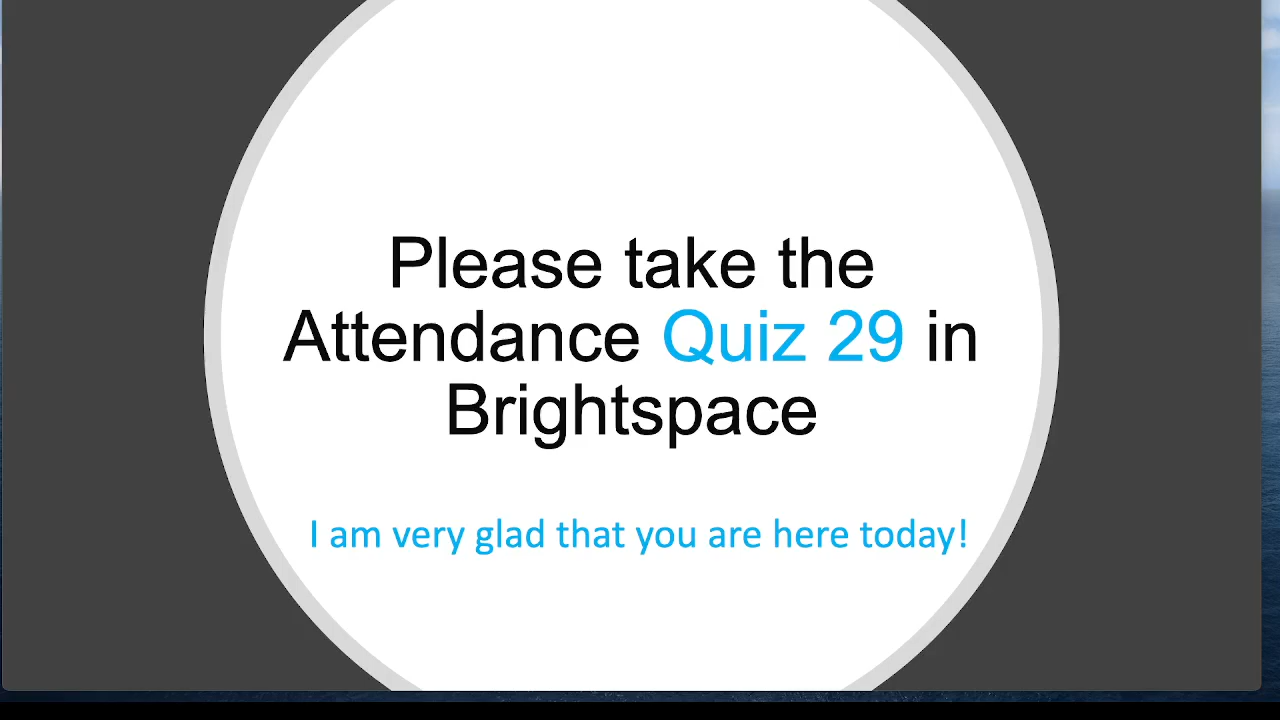 Please take the
Attendance Quiz 29 in
Brightspace
I am very glad that you are here today!